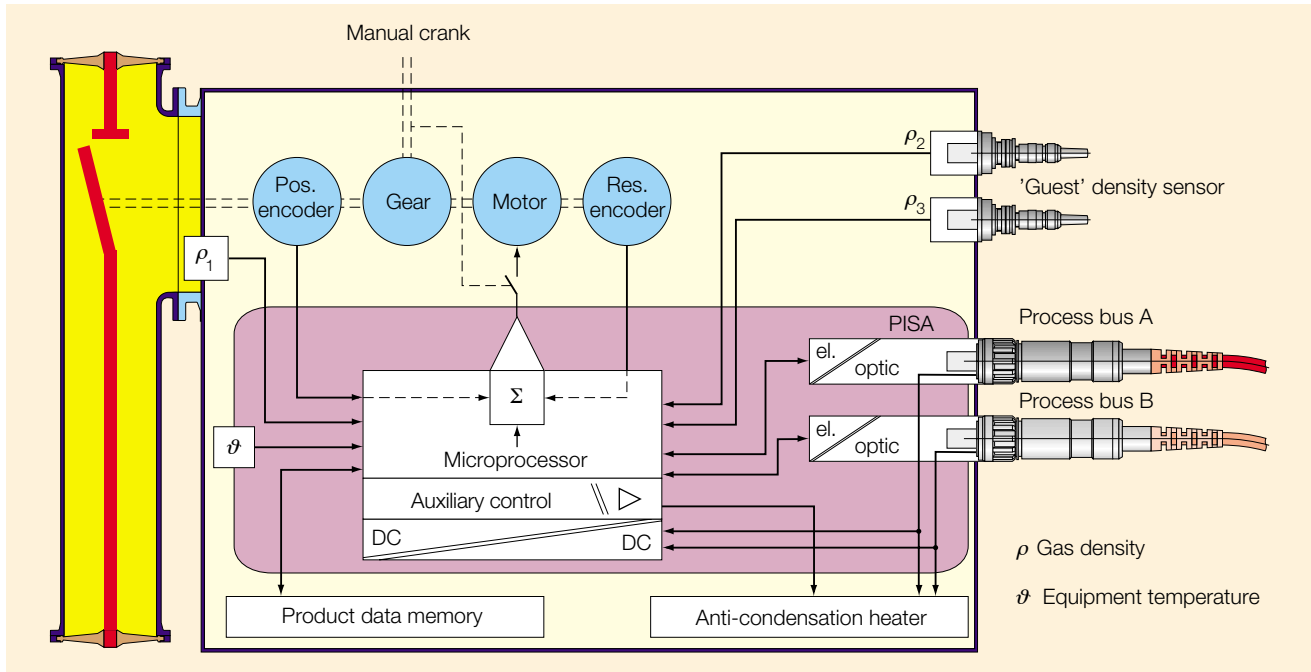 Manual crank
Pos.
encoder
Gear
Motor
Res.
encoder
ρ2
'Guest' density sensor
ρ3
ρ1
PISA
Process bus A
el.
optic
Process bus B
el.
optic
Σ
ϑ
Microprocessor
Auxiliary control
DC
DC
ρ Gas density
ϑ Equipment temperature
Product data memory
Anti-condensation heater